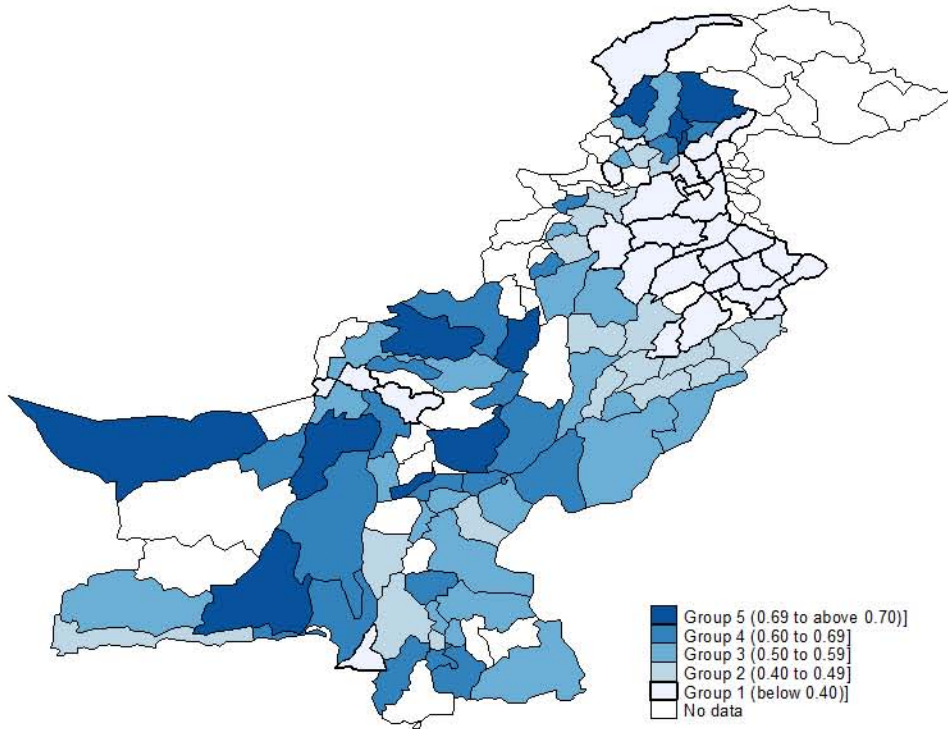 Group 5 (0.69 to above 0.70)]
Group 4 (0.60 to 0.69]
Group 3 (0.50 to 0.59]
Group 2 (0.40 to 0.49]
Group 1 (below 0.40)]
No data